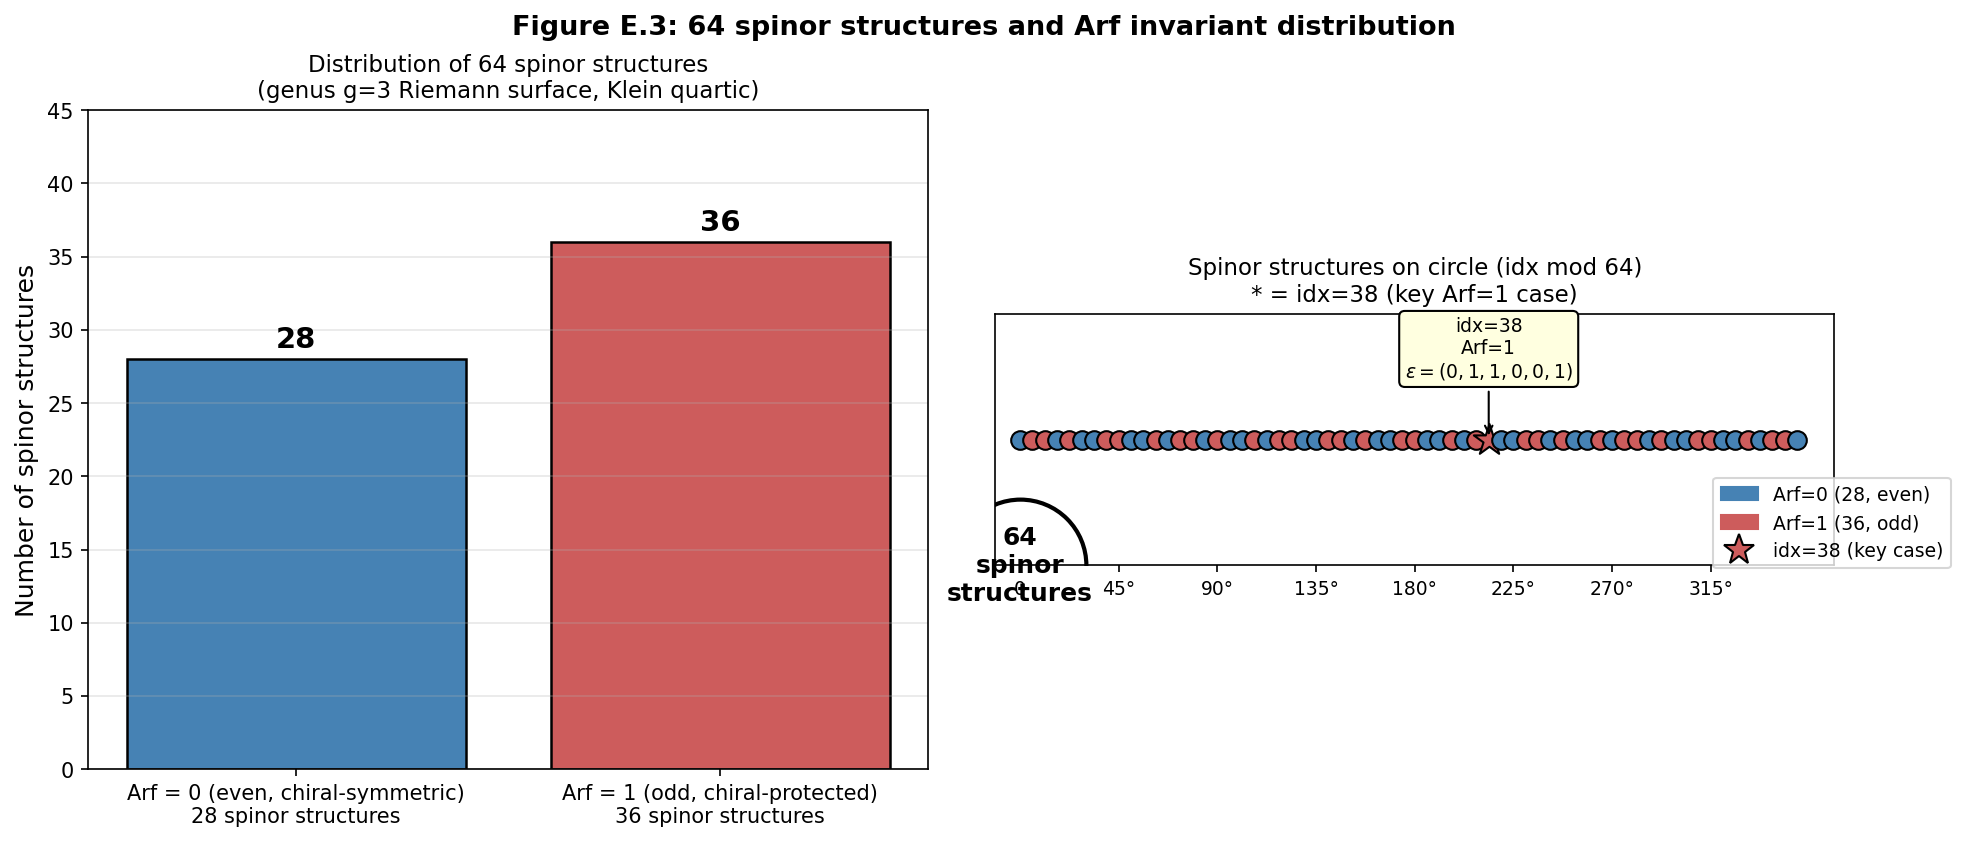 Figure E.3: 64 spinor structures and Arf invariant distribution
Distribution of 64 spinor structures
(genus g=3 Riemann surface, Klein quartic)
Number of spinor structures
45
40
35
30
25
20
15
10
5
0
28
36
Arf = 0 (even, chiral-symmetric)
28 spinor structures
Arf = 1 (odd, chiral-protected)
36 spinor structures
Spinor structures on circle (idx mod 64)
* = idx=38 (key Arf=1 case)
idx=38
Arf=1
ε = (0, 1, 1, 0, 0, 1)
64
spinor
structures
45°
90°
135°
180°
225°
270°
315°
Arf=0 (28, even)
Arf=1 (36, odd)
idx=38 (key case)